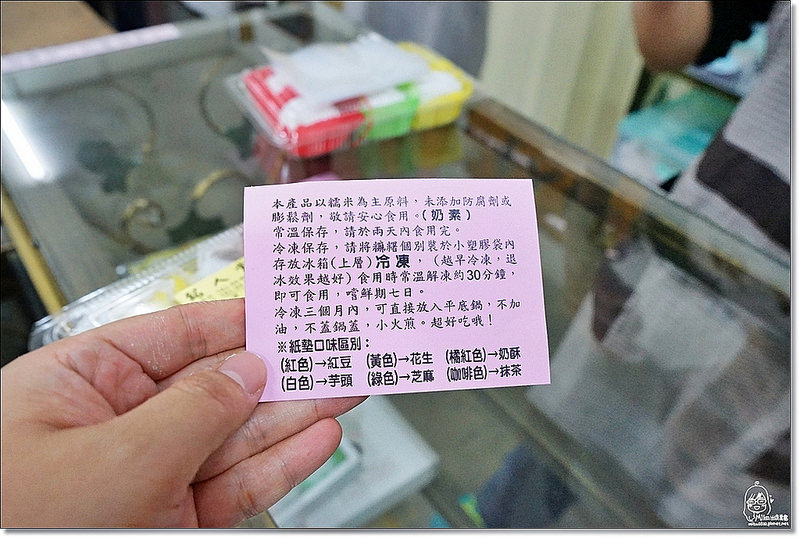 本產品以糯米為主原料，未添加防腐劑或
膨鬆劑，敬請安心食用。(奶素)
常溫保存，請於兩天內食用完。
冷凍保存，請將麻糬個別裝於小塑膠袋內
存放冰箱(上層)冷凍，(越早冷凍，退
冰效果越好)食用時常溫解凍約30分鐘，
即可食用，嚐鮮期七日。
冷凍三個月內，可直接放入平底鍋，不加
油，不蓋鍋蓋，小火煎。超好吃哦！
※紙墊口味區別：
(紅色)→紅豆 (黃色)→花生 (橘紅色)→奶酥
(白色)→芋頭 (綠色)→芝麻 (咖啡色)→抹茶